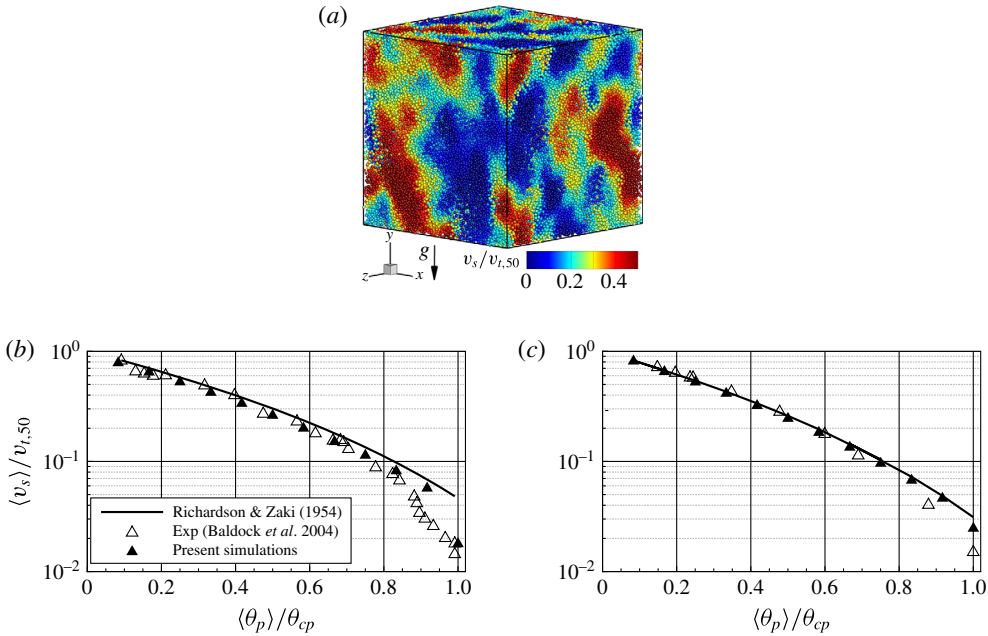 (a)
y
g
z
x
v_s/v_{t,50}
0 0.2 0.4
(b)
(c)
10^0
10^{-1}
10^{-2}
⟨v_s⟩/v_{t,50}
Richardson & Zaki (1954)
Exp (Baldock et al. 2004)
Present simulations
0 0.2 0.4 0.6 0.8 1.0
⟨θ_p⟩/θ_{cp}
10^0
10^{-1}
10^{-2}
0 0.2 0.4 0.6 0.8 1.0
⟨θ_p⟩/θ_{cp}